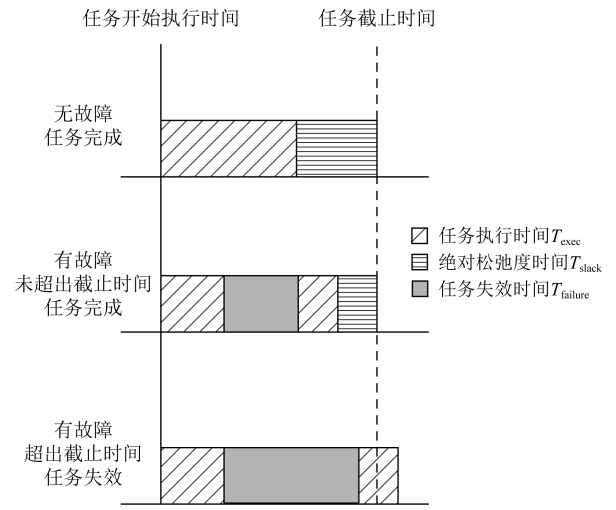 任务开始执行时间
任务截止时间
无故障
任务完成
有故障
未超出截止时间
任务完成
任务执行时间Texec
绝对松弛度时间Tslack
任务失效时间Tfailure
有故障
超出截止时间
任务失效